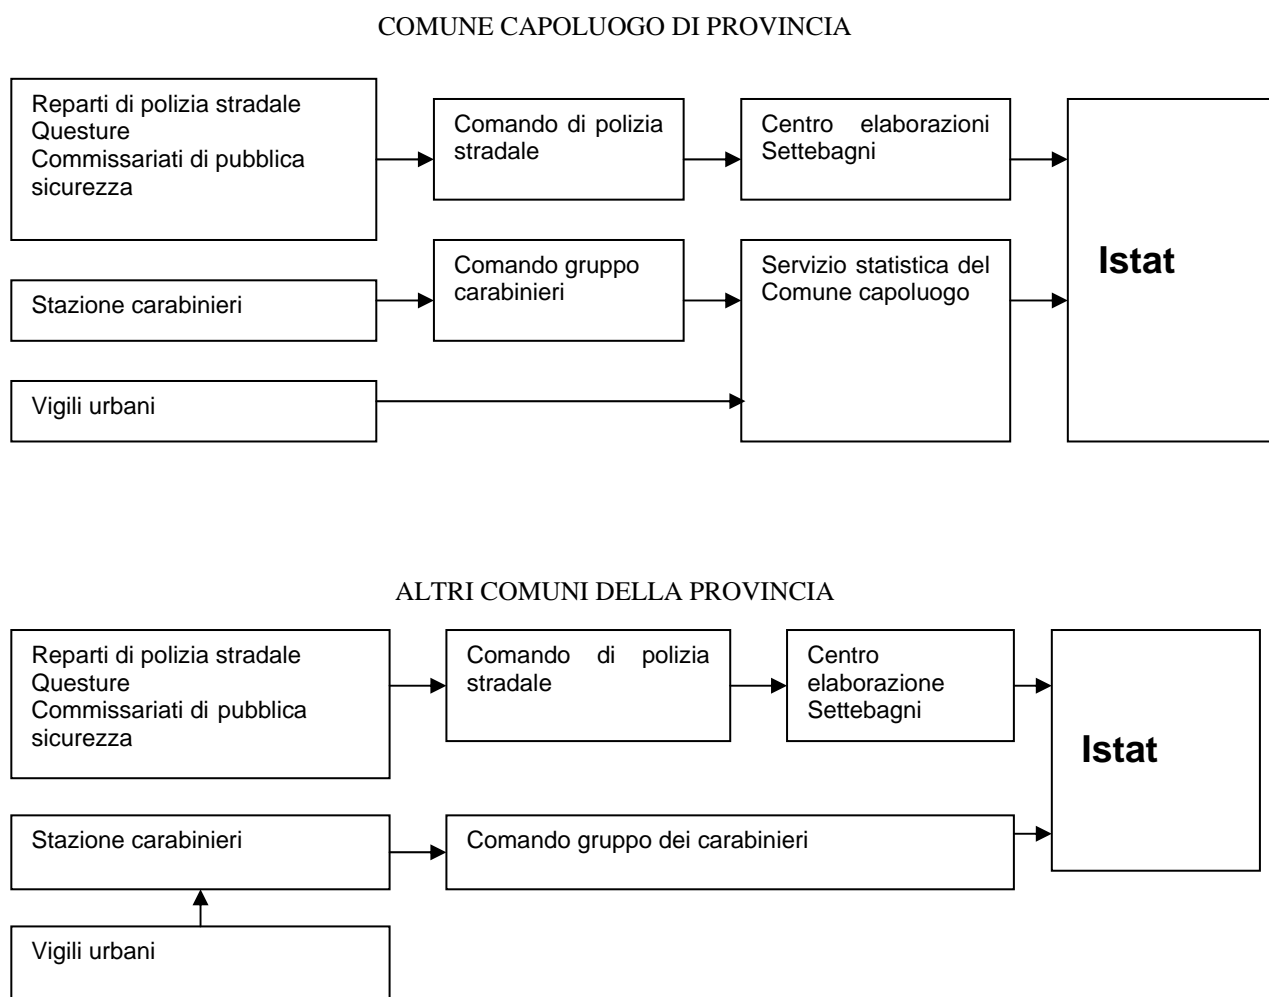 COMUNE CAPOLUOGO DI PROVINCIA
Reparti di polizia stradale
Questure
Commissariati di pubblica
sicurezza
Comando di polizia
stradale
Centro elaborazioni
Settebagni
Istat
Stazione carabinieri
Comando gruppo
carabinieri
Servizio statistica del
Comune capoluogo
Vigili urbani
ALTRI COMUNI DELLA PROVINCIA
Reparti di polizia stradale
Questure
Commissariati di pubblica
sicurezza
Comando di polizia
stradale
Centro
elaborazione
Settebagni
Istat
Stazione carabinieri
Comando gruppo dei carabinieri
Vigili urbani